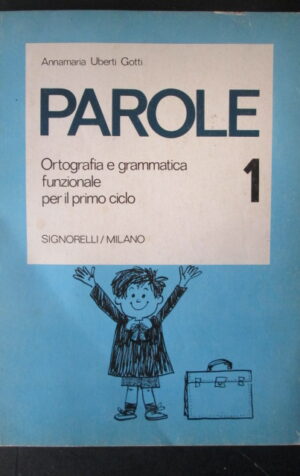 Annamaria Uberti Gotti
PAROLE
Ortografia e grammatica
funzionale
per il primo ciclo
1
SIGNORELLI/MILANO